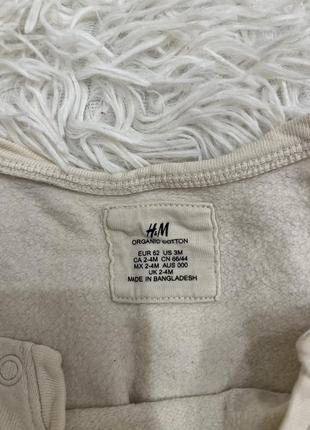 H&M
ORGANIC COTTON
EUR 62 US 3M
CA 2-4M CN 66/44
MX 2-4M AUS 000
UK 2-4M
MADE IN BANGLADESH